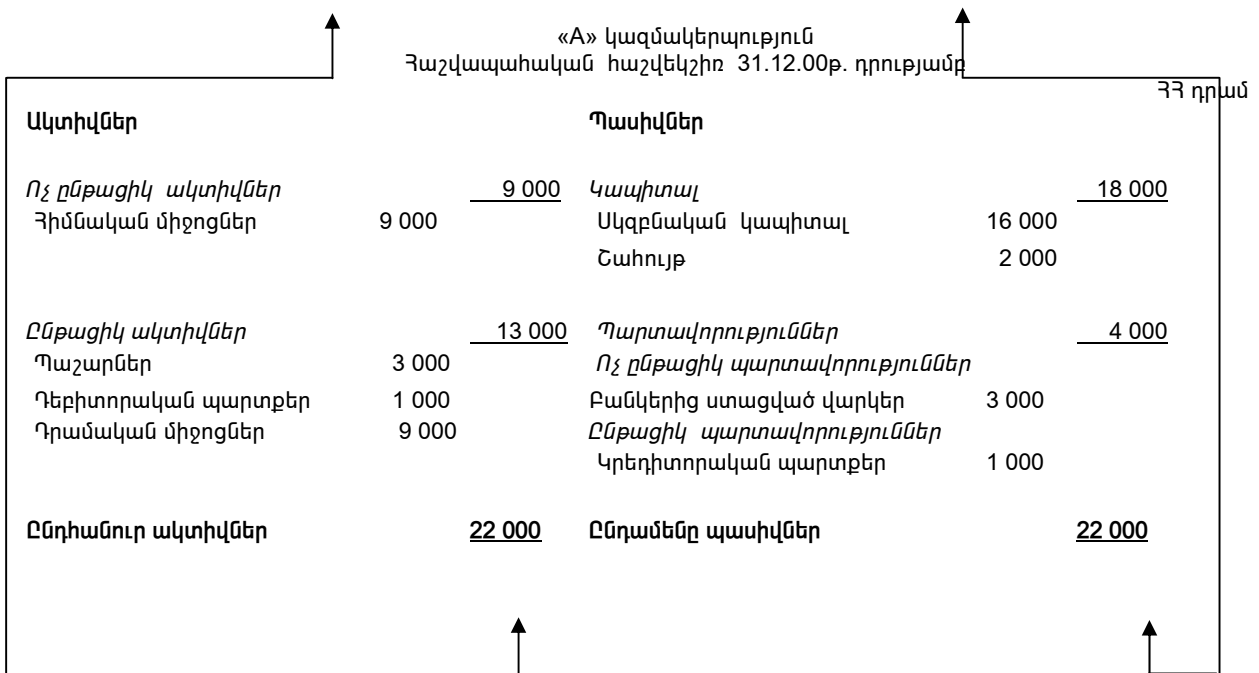 «Ա» կազմակերպություն
Հաշվապահական հաշվեկշիռ 31.12.00թ. դրությամբ
ՀՀ դրամ
Ակտիվներ Պասիվներ
Ոչ ընթացիկ ակտիվներ 9 000 Կապիտալ 18 000
Հիմնական միջոցներ 9 000 Սկզբնական կապիտալ 16 000
Շահույթ 2 000
Ընթացիկ ակտիվներ 13 000 Պարտավորություններ 4 000
Պաշարներ 3 000 Ոչ ընթացիկ պարտավորություններ
Դեբիտորական պարտքեր 1 000 Բանկերից ստացված վարկեր 3 000
Դրամական միջոցներ 9 000 Ընթացիկ պարտավորություններ
Կրեդիտորական պարտքեր 1 000
Ընդհանուր ակտիվներ 22 000 Ընդամենը պասիվներ 22 000